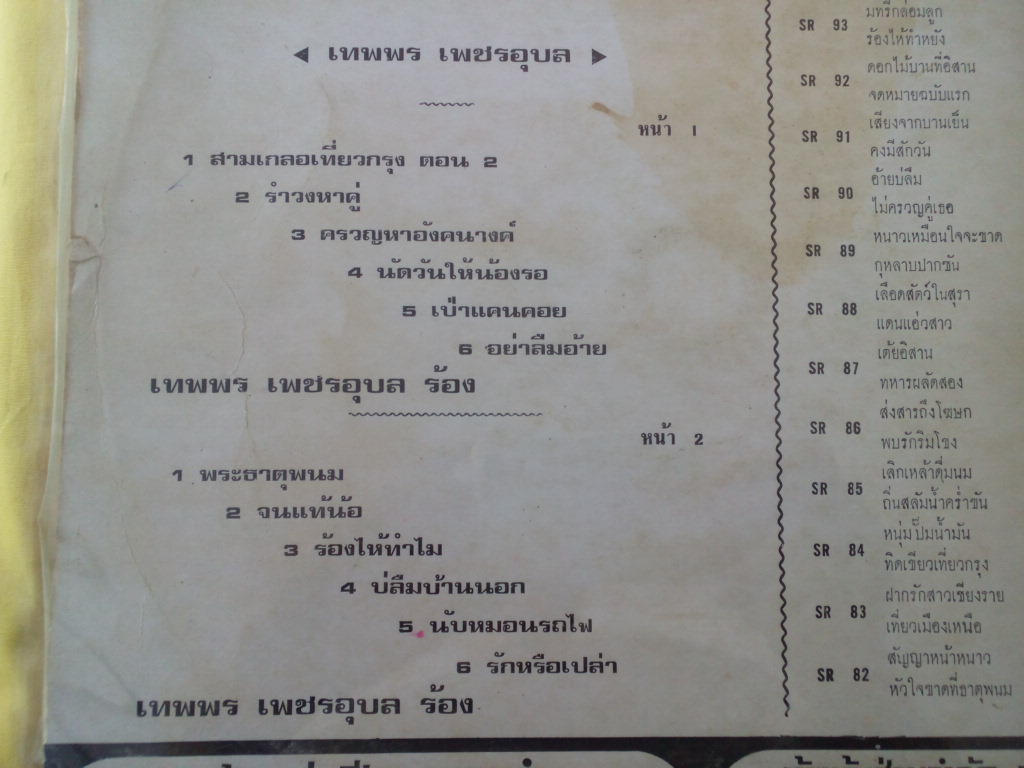 เทพพร เพชรอุบล
หน้า 1
1 สามเกลอเที่ยวกรุง ตอน 2
2 รำวงหาคู่
3 ครวญหาอังคนางค์
4 นัดวันให้น้องรอ
5 เป่าแคนคอย
6 อย่าลืมอ้าย
เทพพร เพชรอุบล ร้อง
หน้า 2
1 พระธาตุพนม
2 จนแท้น้อ
3 ร้องไห้ทำไม
4 บ่ลืมบ้านนอก
5 นับหมอนรถไฟ
6 รักหรือเปล่า
เทพพร เพชรอุบล ร้อง
SR 93
มทรีกล่อมลูก
ร้องไห้ทำหยัง
SR 92
ดอกไม้บานที่อิสาน
จดหมายฉบับแรก
SR 91
เสียงจากบานเย็น
คงมีสักวัน
SR 90
อ้ายบ่ลืม
ไม่ครวญคู่เธอ
SR 89
หนาวเหมือนใจจะขาด
กุหลาบปากซัน
SR 88
เลือดสัตว์ในสุรา
แดนแอ่วสาว
SR 87
เต้ยอิสาน
ทหารผลัดสอง
SR 86
ส่งสารถึงโฆษก
พบรักริมโขง
SR 85
เลิกเหล้าดื่มนม
ถิ่นสลัมน้ำคร่ำขัน
SR 84
หนุ่มปั๊มน้ำมัน
ทิดเขียวเที่ยวกรุง
SR 83
ฝากรักสาวเชียงราย
เที่ยวเมืองเหนือ
SR 82
สัญญาหน้าหนาว
หัวใจขาดที่ธาตุพนม